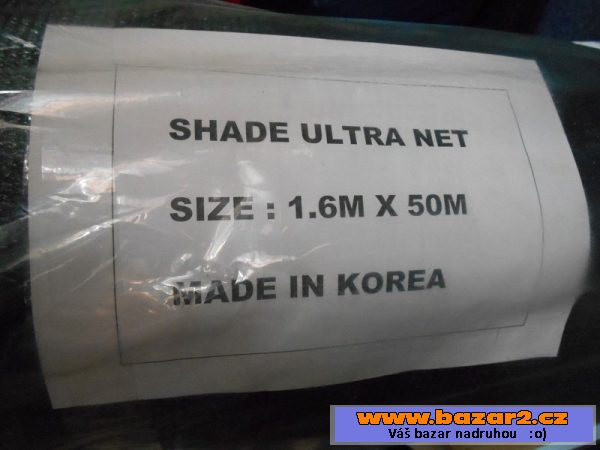 SHADE ULTRA NET
SIZE : 1.6M X 50M
MADE IN KOREA
www.bazar2.cz
Váš bazar nadruhou :o)